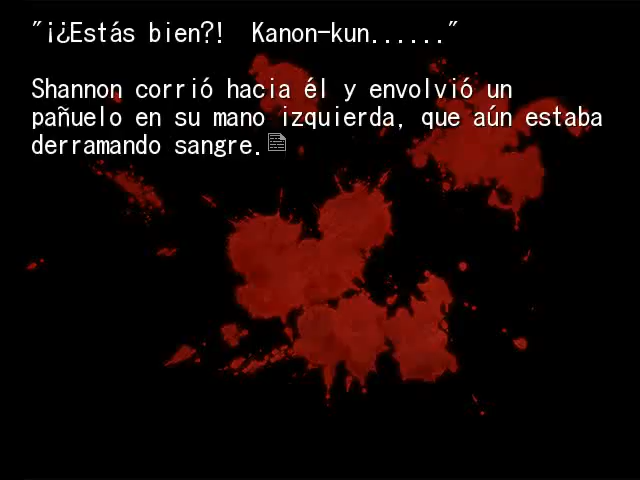 "¡¿Estás bien?!  Kanon-kun......"
Shannon corrió hacia él y envolvió un
pañuelo en su mano izquierda, que aún estaba
derramando sangre.